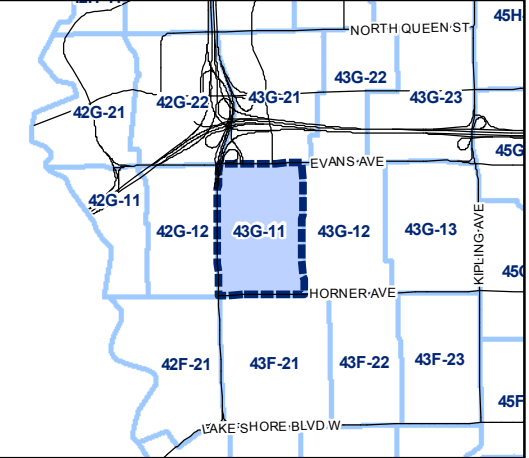 45H-
NORTH QUEEN ST
43G-22
42G-21
42G-22
43G-21
43G-23
45G
EVANS AVE
42G-11
42G-12
43G-11
43G-12
43G-13
KIPLING AVE
HORNER AVE
42F-21
43F-21
43F-22
43F-23
45F
LAKE SHORE BLVD W